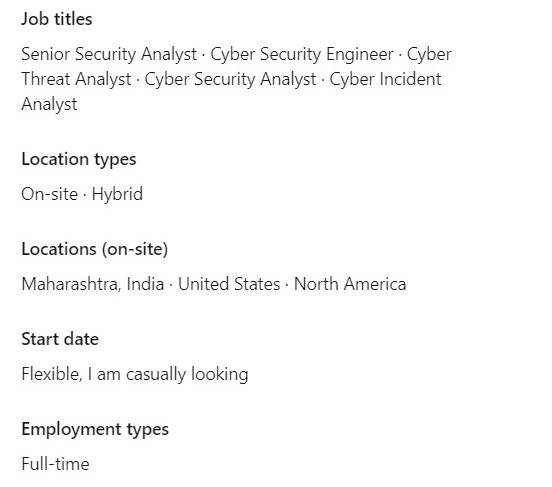 Job titles
Senior Security Analyst · Cyber Security Engineer · Cyber
Threat Analyst · Cyber Security Analyst · Cyber Incident
Analyst
Location types
On-site · Hybrid
Locations (on-site)
Maharashtra, India · United States · North America
Start date
Flexible, I am casually looking
Employment types
Full-time